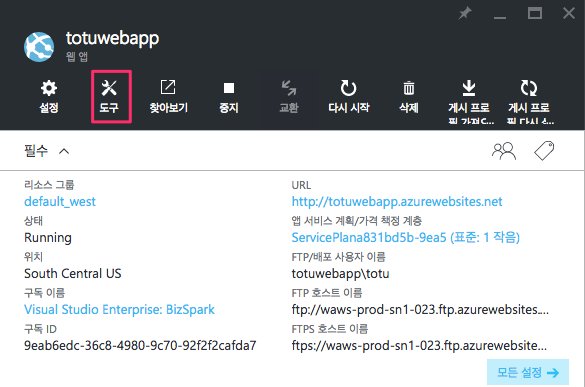 totuwebapp
웹 앱
설정
도구
찾아보기
중지
교환
다시 시작
삭제
게시 프로
필 가져오...
게시 프로
필 다시 설...
필수
리소스 그룹
default_west
상태
Running
위치
South Central US
구독 이름
Visual Studio Enterprise: BizSpark
구독 ID
9eab6edc-36c8-4980-9c70-92f2f2cafda7
URL
http://totuwebapp.azurewebsites.net
앱 서비스 계획/가격 책정 계층
ServicePlana831bd5b-9ea5 (표준: 1 작음)
FTP/배포 사용자 이름
totuwebapp\totu
FTP 호스트 이름
ftp://waws-prod-sn1-023.ftp.azurewebsites....
FTPS 호스트 이름
ftps://waws-prod-sn1-023.ftp.azurewebsites...
모든 설정